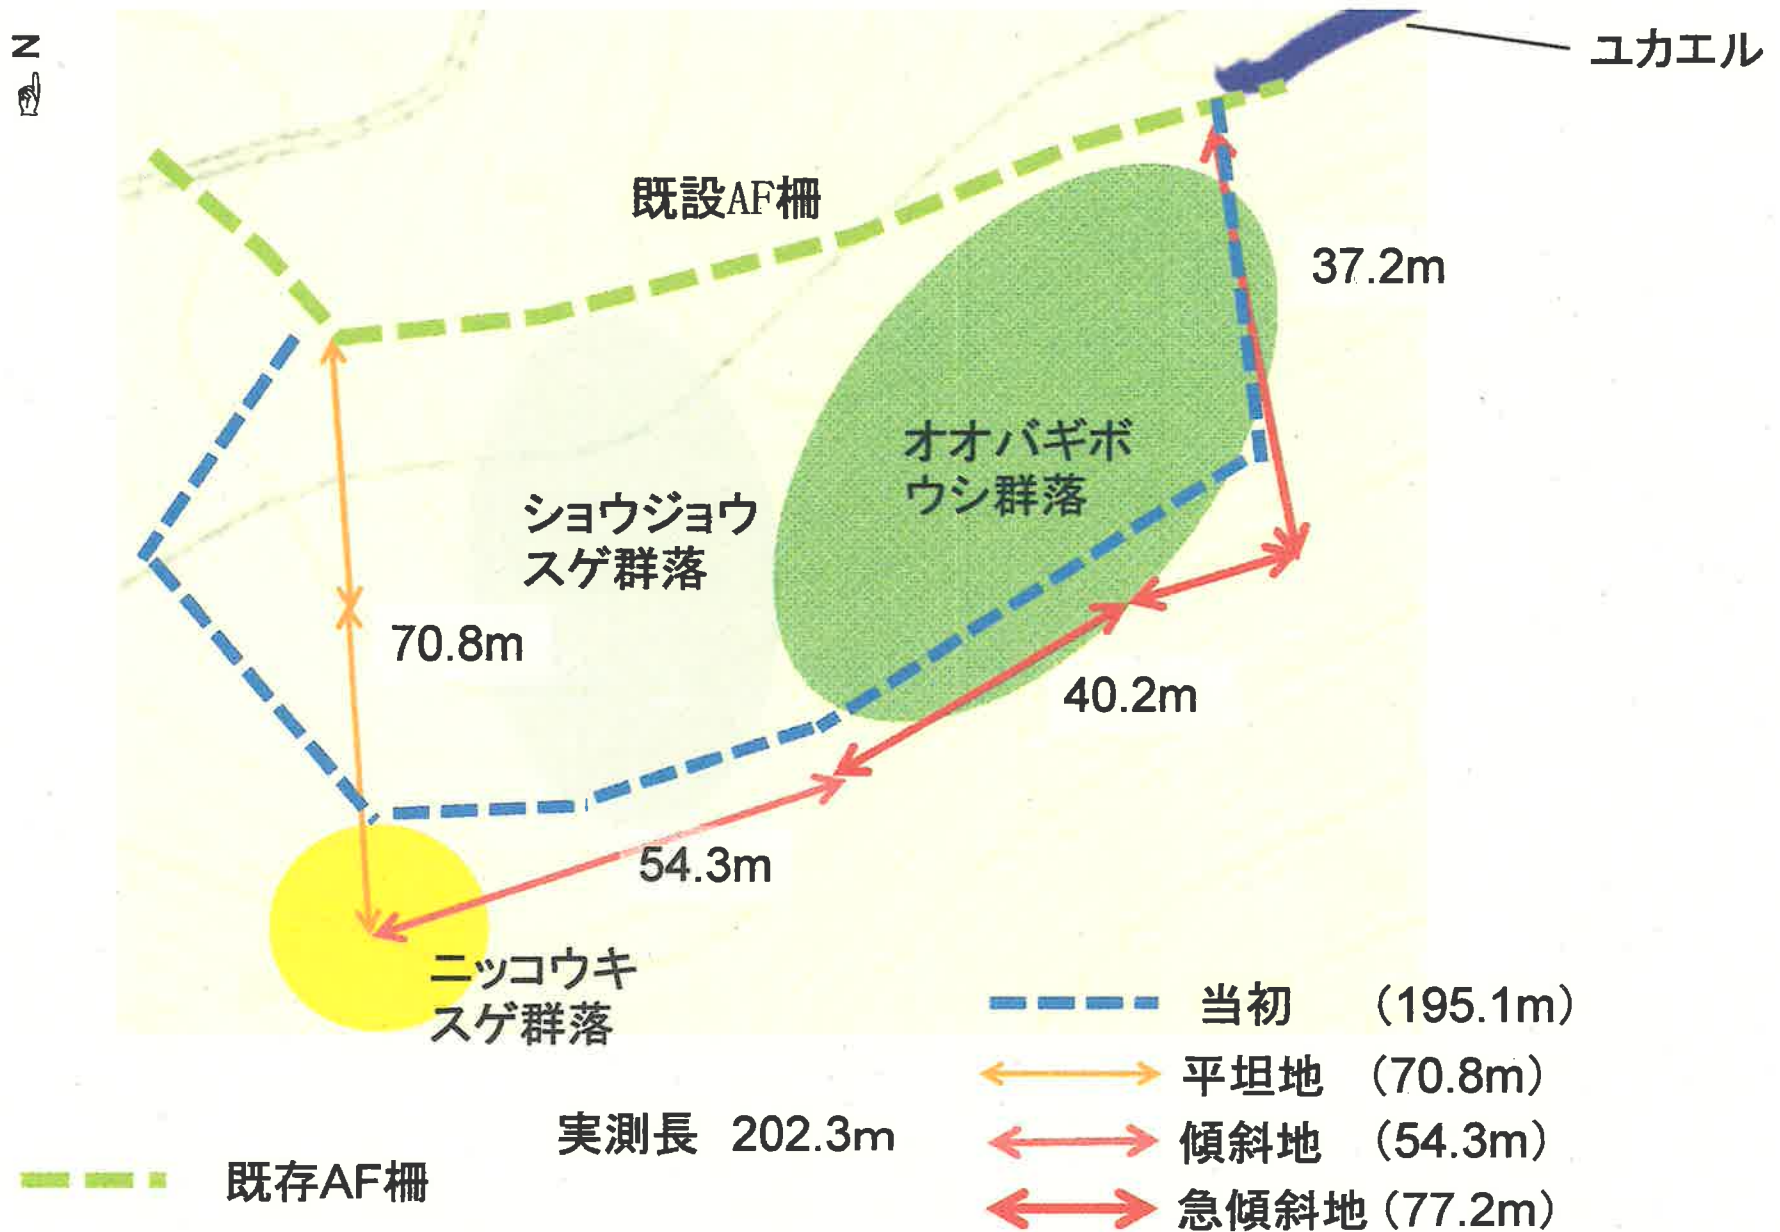 N
ユカエル
既設AF柵
37.2m
オオバギボ
ウシ群落
ショウジョウ
スゲ群落
70.8m
40.2m
54.3m
ニッコウキ
スゲ群落
当初 (195.1m)
平坦地 (70.8m)
実測長 202.3m
傾斜地 (54.3m)
既存AF柵
急傾斜地 (77.2m)